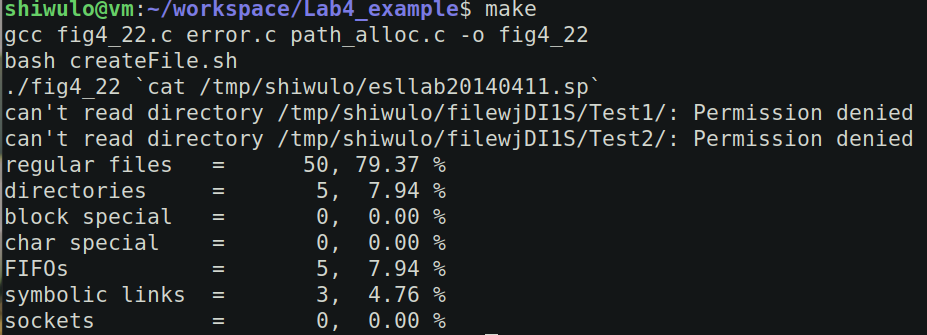 shiwulo@vm:~/workspace/Lab4_example$ make
gcc fig4_22.c error.c path_alloc.c -o fig4_22
bash createFile.sh
./fig4_22 `cat /tmp/shiwulo/esllab20140411.sp`
can't read directory /tmp/shiwulo/filewjDI1S/Test1/: Permission denied
can't read directory /tmp/shiwulo/filewjDI1S/Test2/: Permission denied
regular files   =      50, 79.37 %
directories     =       5,  7.94 %
block special   =       0,  0.00 %
char special    =       0,  0.00 %
FIFOs           =       5,  7.94 %
symbolic links  =       3,  4.76 %
sockets         =       0,  0.00 %